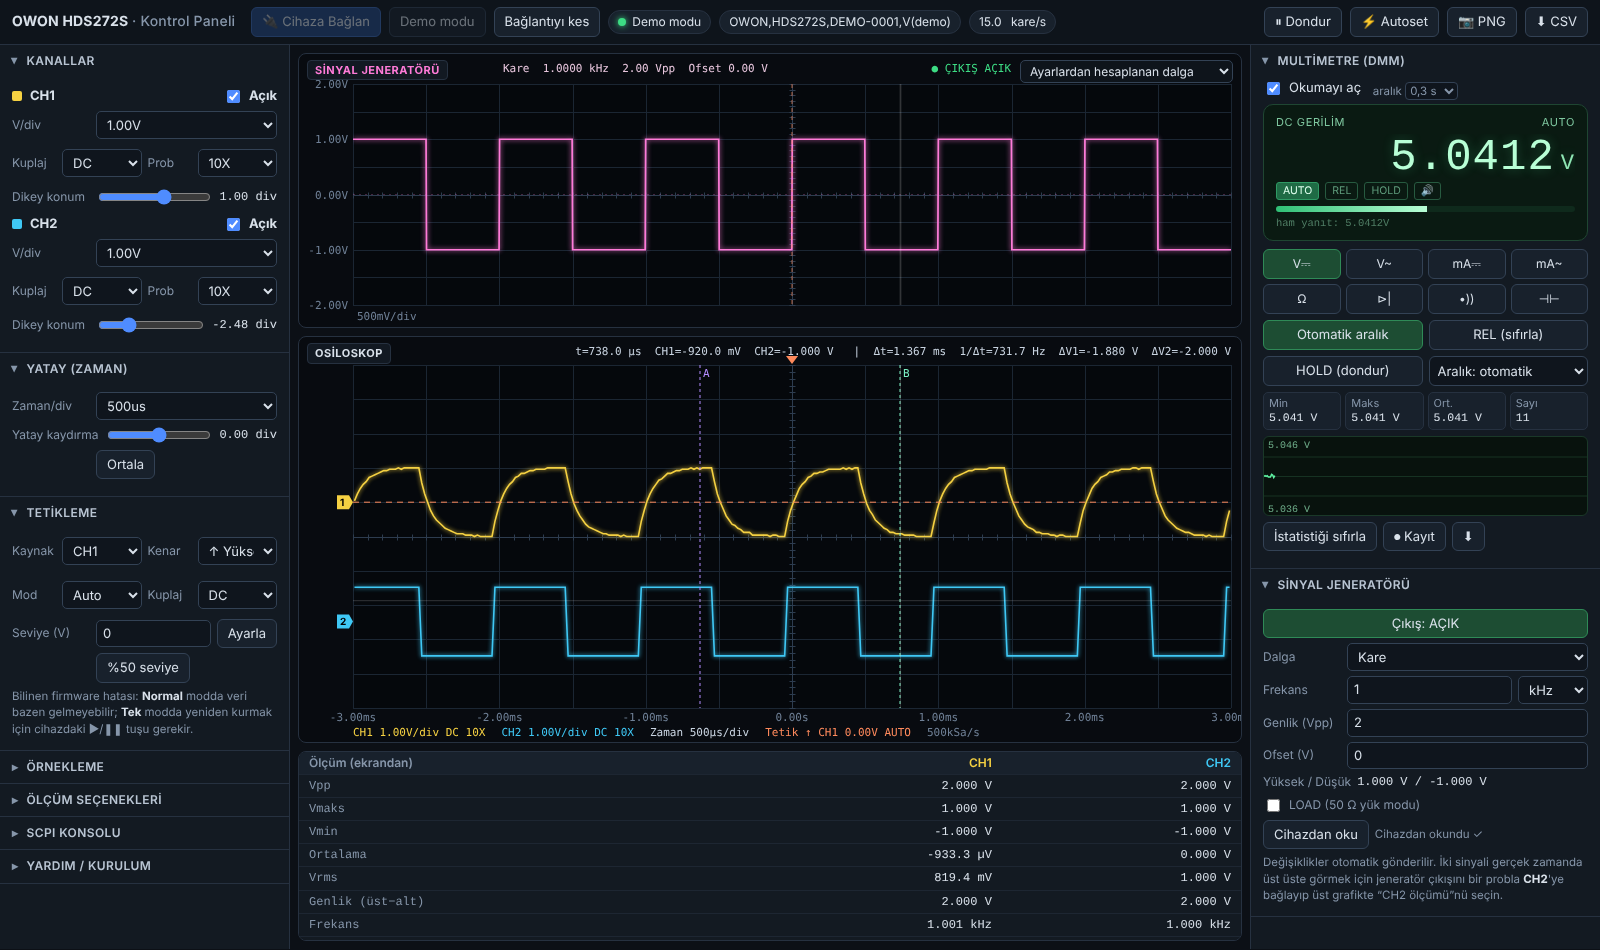 OWON HDS272S · Kontrol Paneli
Cihaza Bağlan
Demo modu
Bağlantıyı kes
Demo modu
OWON,HDS272S,DEMO-0001,V(demo)
15.0 kare/s
Dondur
Autoset
PNG
CSV
KANALLAR
CH1
Açık
V/div
1.00V
Kuplaj
DC
Prob
10X
Dikey konum
1.00 div
CH2
Açık
V/div
1.00V
Kuplaj
DC
Prob
10X
Dikey konum
-2.48 div
YATAY (ZAMAN)
Zaman/div
500us
Yatay kaydırma
0.00 div
Ortala
TETİKLEME
Kaynak
CH1
Kenar
↑ Yüks
Mod
Auto
Kuplaj
DC
Seviye (V)
0
Ayarla
%50 seviye
Bilinen firmware hatası: Normal modda veri
bazen gelmeyebilir; Tek modda yeniden kurmak
için cihazdaki ▶/❚❚ tuşu gerekir.
ÖRNEKLEME
ÖLÇÜM SEÇENEKLERİ
SCPI KONSOLU
YARDIM / KURULUM
SİNYAL JENERATÖRÜ
Kare 1.0000 kHz 2.00 Vpp Ofset 0.00 V
● ÇIKIŞ AÇIK
Ayarlardan hesaplanan dalga
2.00V
1.00V
0.00V
-1.00V
-2.00V
500mV/div
OSİLOSKOP
t=738.0 µs CH1=-920.0 mV CH2=-1.000 V | Δt=1.367 ms 1/Δt=731.7 Hz ΔV1=-1.880 V ΔV2=-2.000 V
A
B
1
2
-3.00ms
-2.00ms
-1.00ms
0.00s
1.00ms
2.00ms
3.00m
CH1 1.00V/div DC 10X
CH2 1.00V/div DC 10X
Zaman 500µs/div
Tetik ↑ CH1 0.00V AUTO
500kSa/s
Ölçüm (ekrandan) CH1 CH2
Vpp 2.000 V 2.000 V
Vmaks 1.000 V 1.000 V
Vmin -1.000 V -1.000 V
Ortalama -933.3 µV 0.000 V
Vrms 819.4 mV 1.000 V
Genlik (üst−alt) 2.000 V 2.000 V
Frekans 1.001 kHz 1.000 kHz
MULTİMETRE (DMM)
Okumayı aç
aralık
0,3 s
DC GERİLİM
AUTO
5.0412 V
AUTO
REL
HOLD
ham yanıt: 5.0412V
V⎓
V~
mA⎓
mA~
Ω
⊳|
•))
⊣⊢
Otomatik aralık
REL (sıfırla)
HOLD (dondur)
Aralık: otomatik
Min
5.041 V
Maks
5.041 V
Ort.
5.041 V
Sayı
11
5.046 V
5.036 V
İstatistiği sıfırla
● Kayıt
⬇
SİNYAL JENERATÖRÜ
Çıkış: AÇIK
Dalga
Kare
Frekans
1
kHz
Genlik (Vpp)
2
Ofset (V)
0
Yüksek / Düşük 1.000 V / -1.000 V
LOAD (50 Ω yük modu)
Cihazdan oku
Cihazdan okundu ✓
Değişiklikler otomatik gönderilir. İki sinyali gerçek zamanda
üst üste görmek için jeneratör çıkışını bir probla CH2'ye
bağlayıp üst grafikte “CH2 ölçümü”nü seçin.